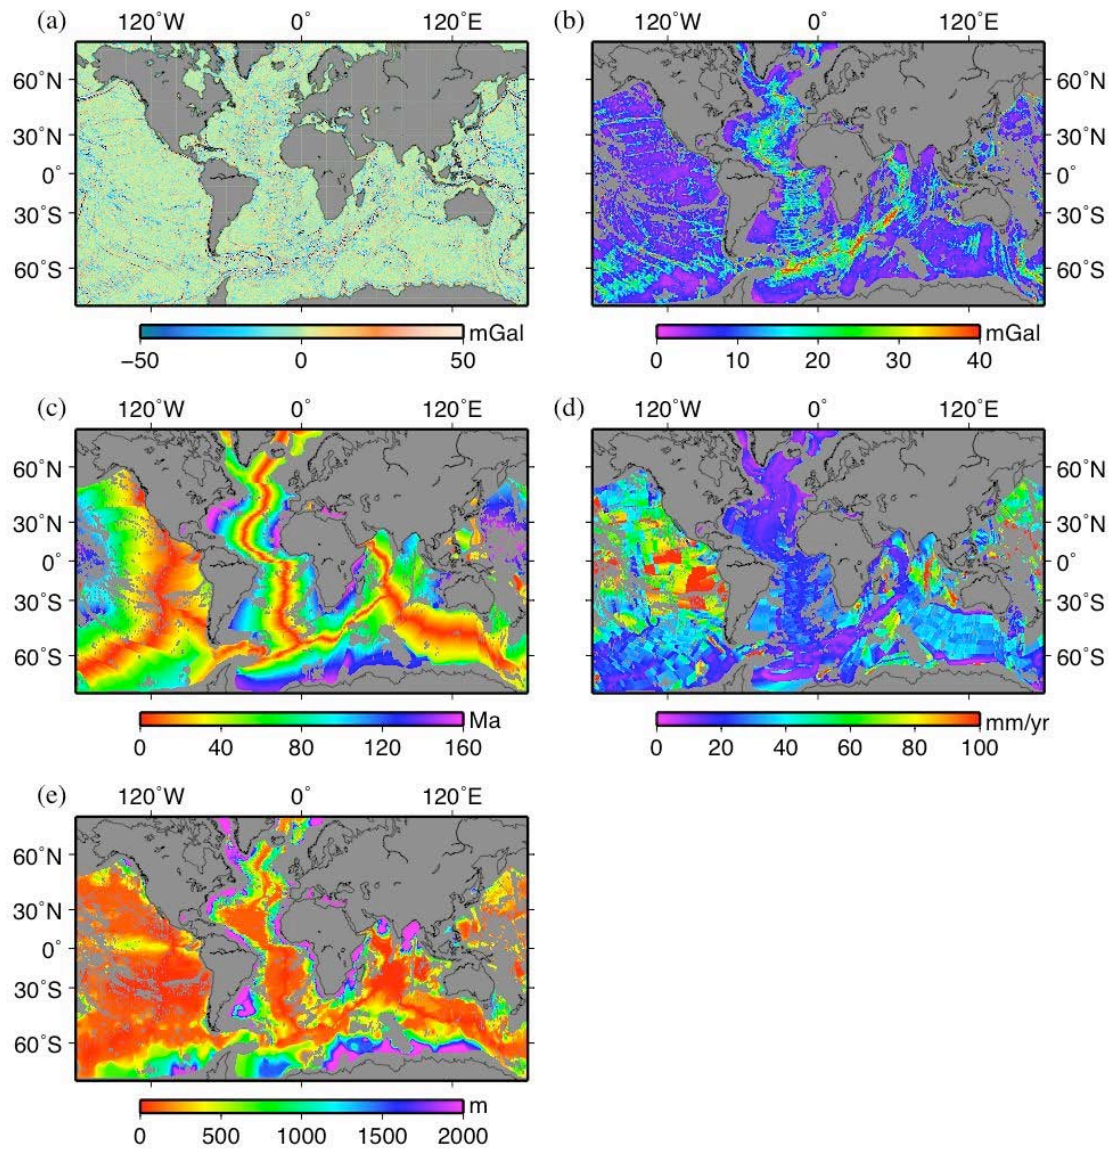 (a) 120˚W 0˚ 120˚E (b) 120˚W 0˚ 120˚E
60˚N 60˚N
30˚N 30˚N
0˚ 0˚
30˚S 30˚S
60˚S 60˚S
mGal mGal
−50 0 50 0 10 20 30 40
(c) 120˚W 0˚ 120˚E (d) 120˚W 0˚ 120˚E
60˚N 60˚N
30˚N 30˚N
0˚ 0˚
30˚S 30˚S
60˚S 60˚S
Ma mm/yr
0 40 80 120 160 0 20 40 60 80 100
(e) 120˚W 0˚ 120˚E
60˚N
30˚N
0˚
30˚S
60˚S
m
0 500 1000 1500 2000